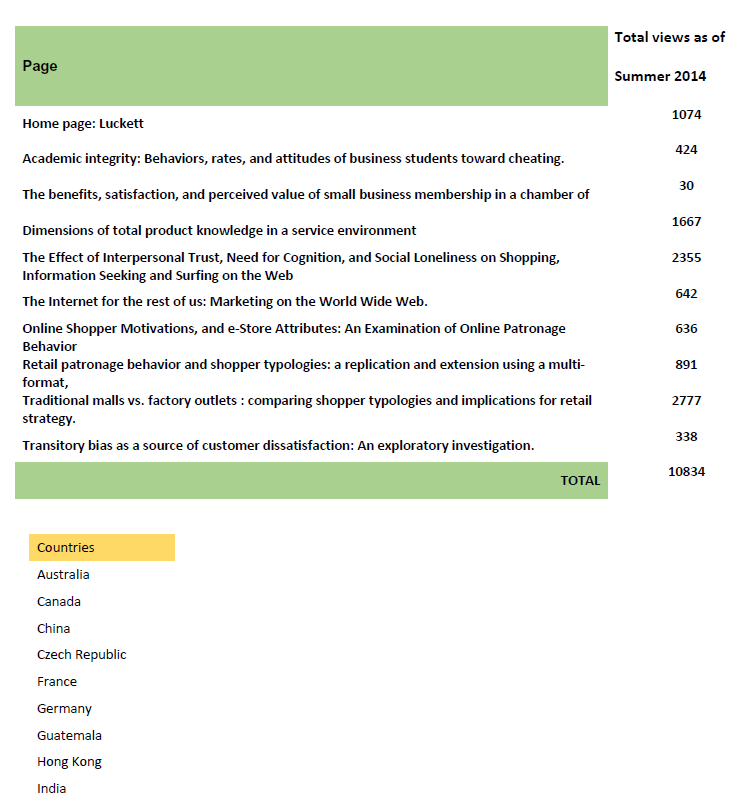 Page
Total views as of
Summer 2014
Home page: Luckett 1074
Academic integrity: Behaviors, rates, and attitudes of business students toward cheating. 424
The benefits, satisfaction, and perceived value of small business membership in a chamber of 30
Dimensions of total product knowledge in a service environment 1667
The Effect of Interpersonal Trust, Need for Cognition, and Social Loneliness on Shopping, 2355
Information Seeking and Surfing on the Web
The Internet for the rest of us: Marketing on the World Wide Web. 642
Online Shopper Motivations, and e-Store Attributes: An Examination of Online Patronage 636
Behavior
Retail patronage behavior and shopper typologies: a replication and extension using a multi- 891
format,
Traditional malls vs. factory outlets : comparing shopper typologies and implications for retail 2777
strategy.
Transitory bias as a source of customer dissatisfaction: An exploratory investigation. 338
TOTAL 10834
Countries
Australia
Canada
China
Czech Republic
France
Germany
Guatemala
Hong Kong
India